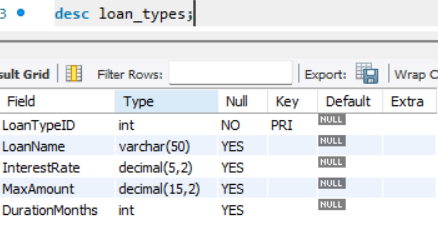 3 desc loan_types;
sult Grid Filter Rows: Export: Wrap C
Field Type Null Key Default Extra
LoanTypeID int NO PRI NULL
LoanName varchar(50) YES NULL
InterestRate decimal(5,2) YES NULL
MaxAmount decimal(15,2) YES NULL
DurationMonths int YES NULL